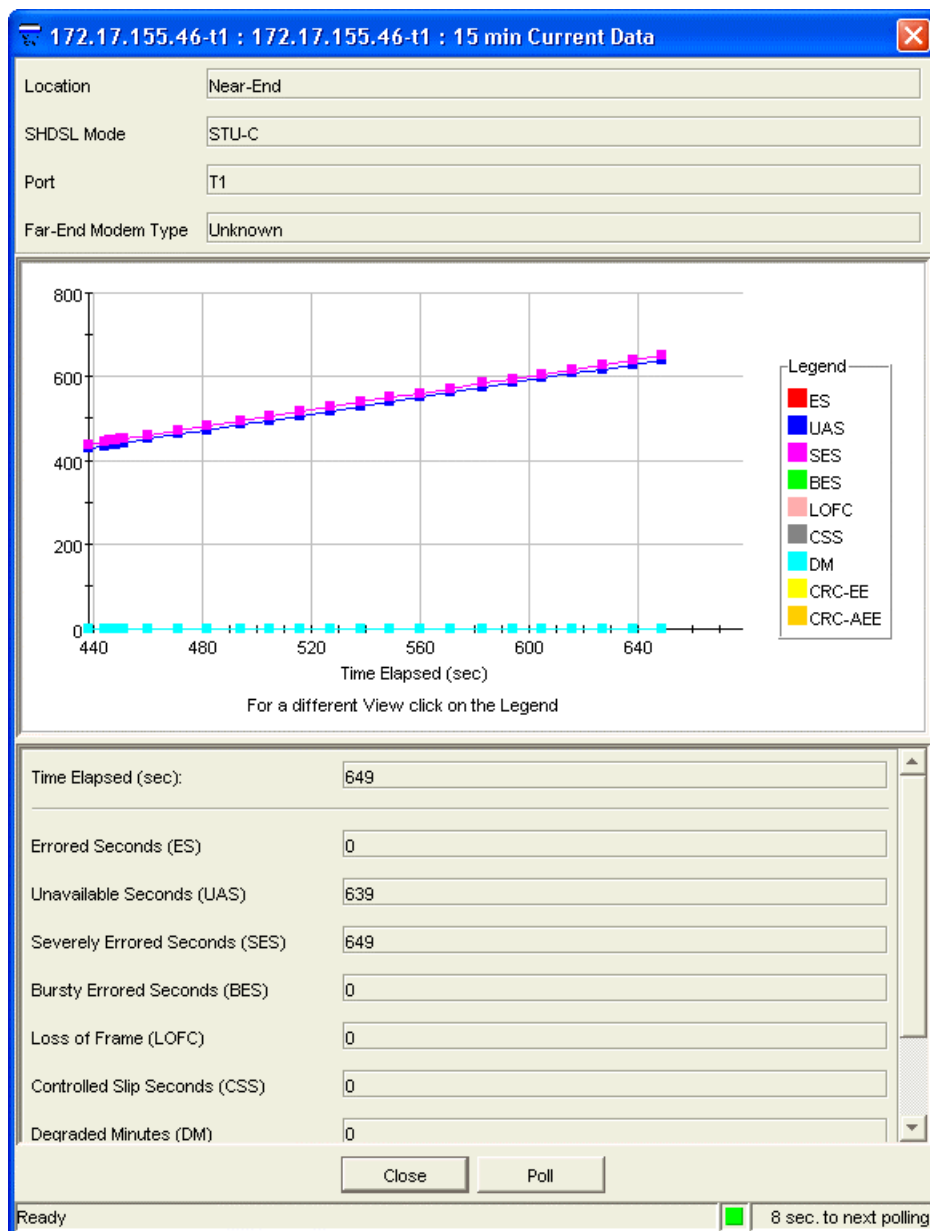 172.17.155.46-t1 : 172.17.155.46-t1 : 15 min Current Data
Location Near-End
SHDSL Mode STU-C
Port T1
Far-End Modem Type Unknown
800
600
400
200
0
440 480 520 560 600 640
Time Elapsed (sec)
For a different View click on the Legend
Legend
ES
UAS
SES
BES
LOFC
CSS
DM
CRC-EE
CRC-AEE
Time Elapsed (sec): 649
Errored Seconds (ES) 0
Unavailable Seconds (UAS) 639
Severely Errored Seconds (SES) 649
Bursty Errored Seconds (BES) 0
Loss of Frame (LOFC) 0
Controlled Slip Seconds (CSS) 0
Degraded Minutes (DM) 0
Close Poll
Ready 8 sec. to next polling